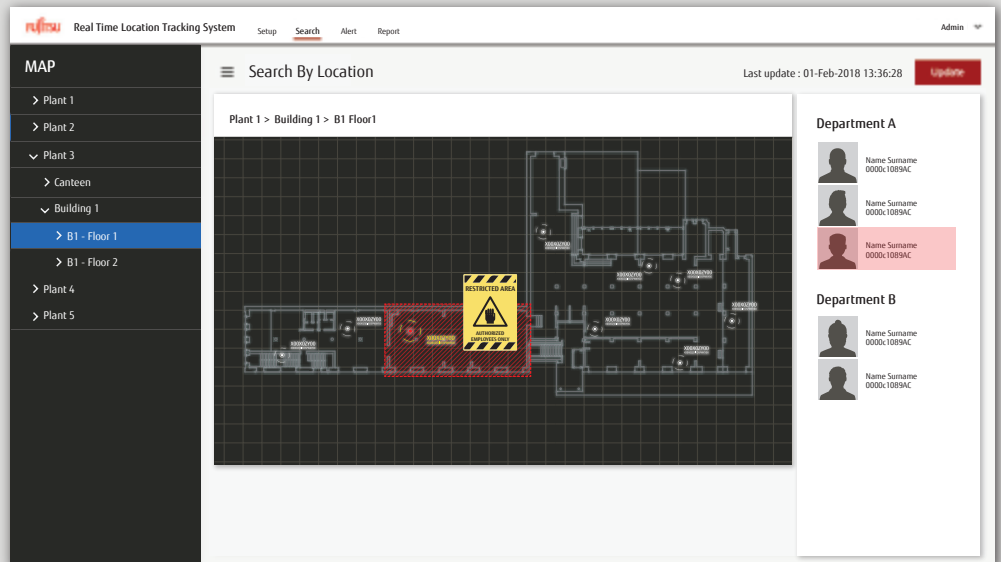 FUJITSU
Real Time Location Tracking System
Setup
Search
Alert
Report
Admin
MAP
Plant 1
Plant 2
Plant 3
Canteen
Building 1
B1 - Floor 1
B1 - Floor 2
Plant 4
Plant 5
Search By Location
Last update : 01-Feb-2018 13:36:28
Update
Plant 1 > Building 1 > B1 Floor1
RESTRICTED AREA
AUTHORIZED
EMPLOYEES ONLY
Department A
Name Surname
0000c1089AC
Name Surname
0000c1089AC
Name Surname
0000c1089AC
Department B
Name Surname
0000c1089AC
Name Surname
0000c1089AC